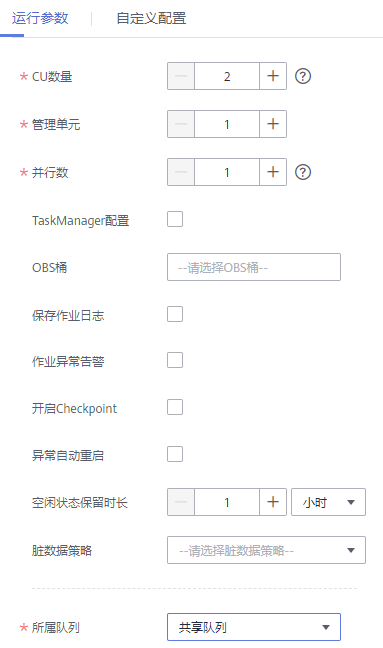 运行参数 自定义配置
* CU数量 − 2 + ?
* 管理单元 − 1 +
* 并行数 − 1 + ?
TaskManager配置
OBS桶 --请选择OBS桶--
保存作业日志
作业异常告警
开启Checkpoint
异常自动重启
空闲状态保留时长 − 1 + 小时
脏数据策略 --请选择脏数据策略--
* 所属队列 共享队列